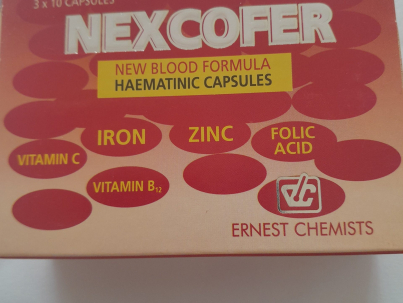 3 x 10 CAPSULES
NEXCOFER
NEW BLOOD FORMULA
HAEMATINIC CAPSULES
IRON
ZINC
FOLIC
ACID
VITAMIN C
VITAMIN B12
ERNEST CHEMISTS